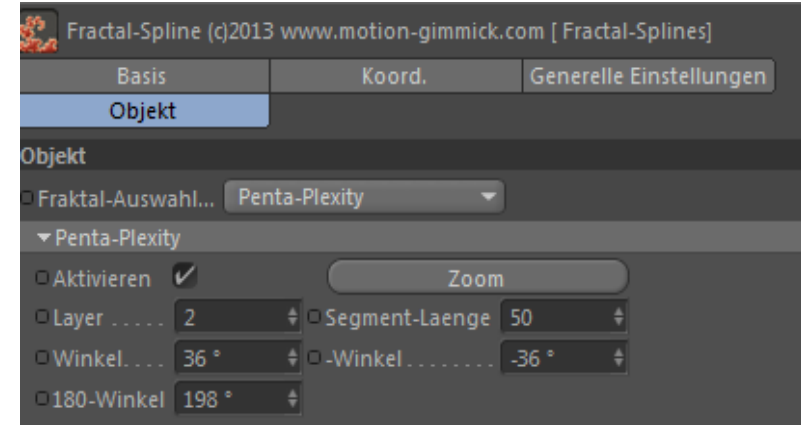 Fractal-Spline (c)2013 www.motion-gimmick.com [ Fractal-Splines]
Basis Koord. Generelle Einstellungen
Objekt
Objekt
Fraktal-Auswahl... Penta-Plexity
Penta-Plexity
Aktivieren Zoom
Layer ..... 2 Segment-Laenge 50
Winkel.... 36 ° -Winkel........ -36 °
180-Winkel 198 °